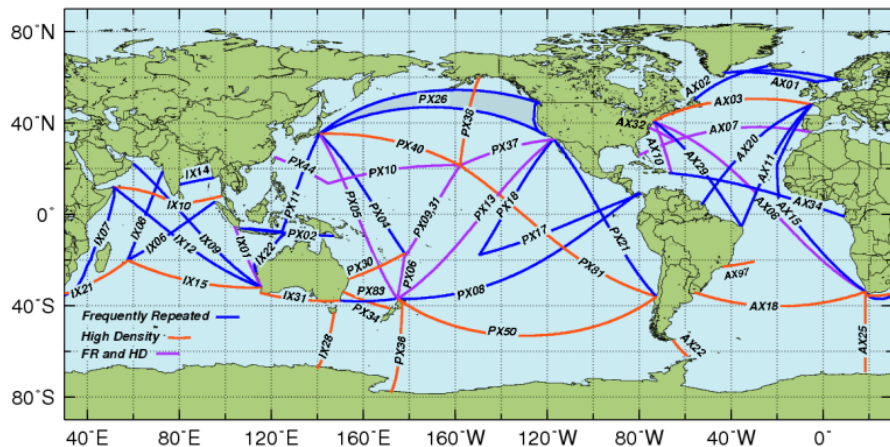 80°N
40°N
0°
40°S
80°S
40°E
80°E
120°E
160°E
160°W
120°W
80°W
40°W
0°
PX26
PX38
PX40
PX37
PX44
PX10
PX11
PX05
PX04
PX09,31
PX13
PX18
PX17
PX21
PX02
PX30
PX06
PX83
PX08
PX81
PX34
PX50
PX36
IX14
IX10
IX07
IX08
IX06
IX12
IX09
IX01
IX22
IX15
IX21
IX31
IX28
AX02
AX01
AX03
AX32
AX07
AX10
AX29
AX20
AX11
AX08
AX15
AX34
AX97
AX18
AX25
AX22
Frequently Repeated
High Density
FR and HD